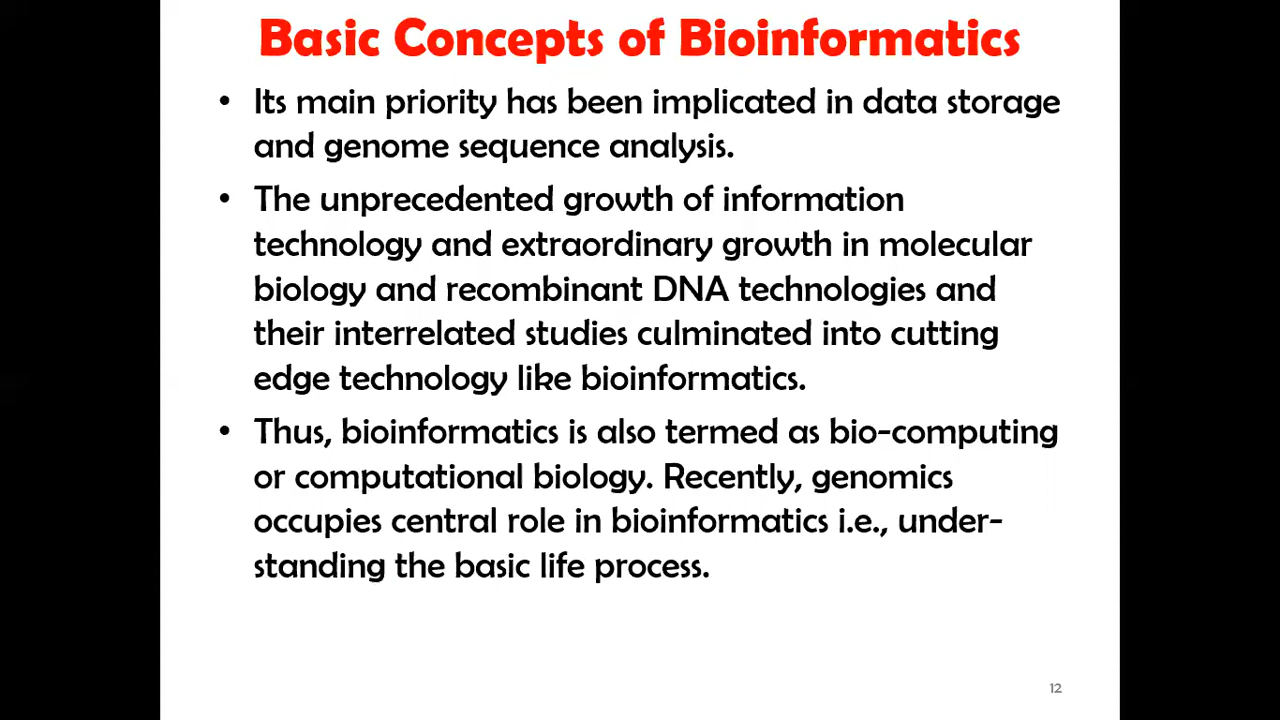 Basic Concepts of Bioinformatics
• Its main priority has been implicated in data storage
and genome sequence analysis.
• The unprecedented growth of information
technology and extraordinary growth in molecular
biology and recombinant DNA technologies and
their interrelated studies culminated into cutting
edge technology like bioinformatics.
• Thus, bioinformatics is also termed as bio-computing
or computational biology. Recently, genomics
occupies central role in bioinformatics i.e., under-
standing the basic life process.
12